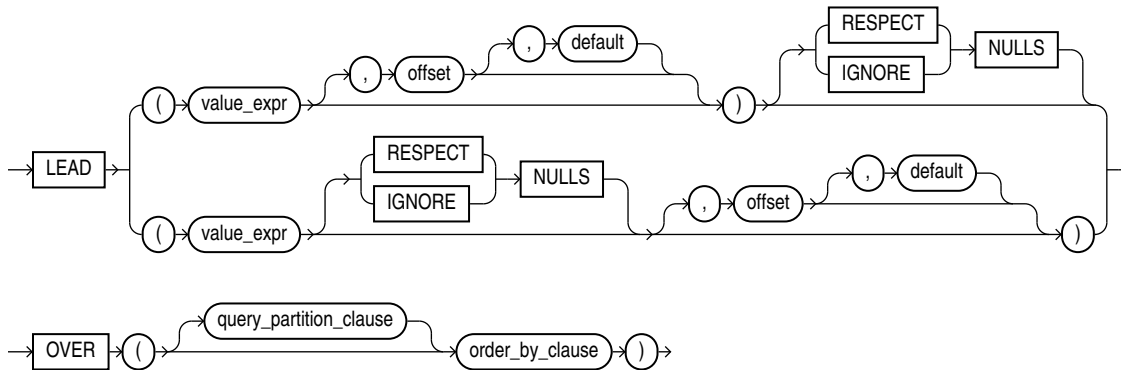 , default
RESPECT
, offset
NULLS
IGNORE
( value_expr )
LEAD
RESPECT
, default
NULLS
IGNORE
, offset
( value_expr )
query_partition_clause
OVER ( order_by_clause )